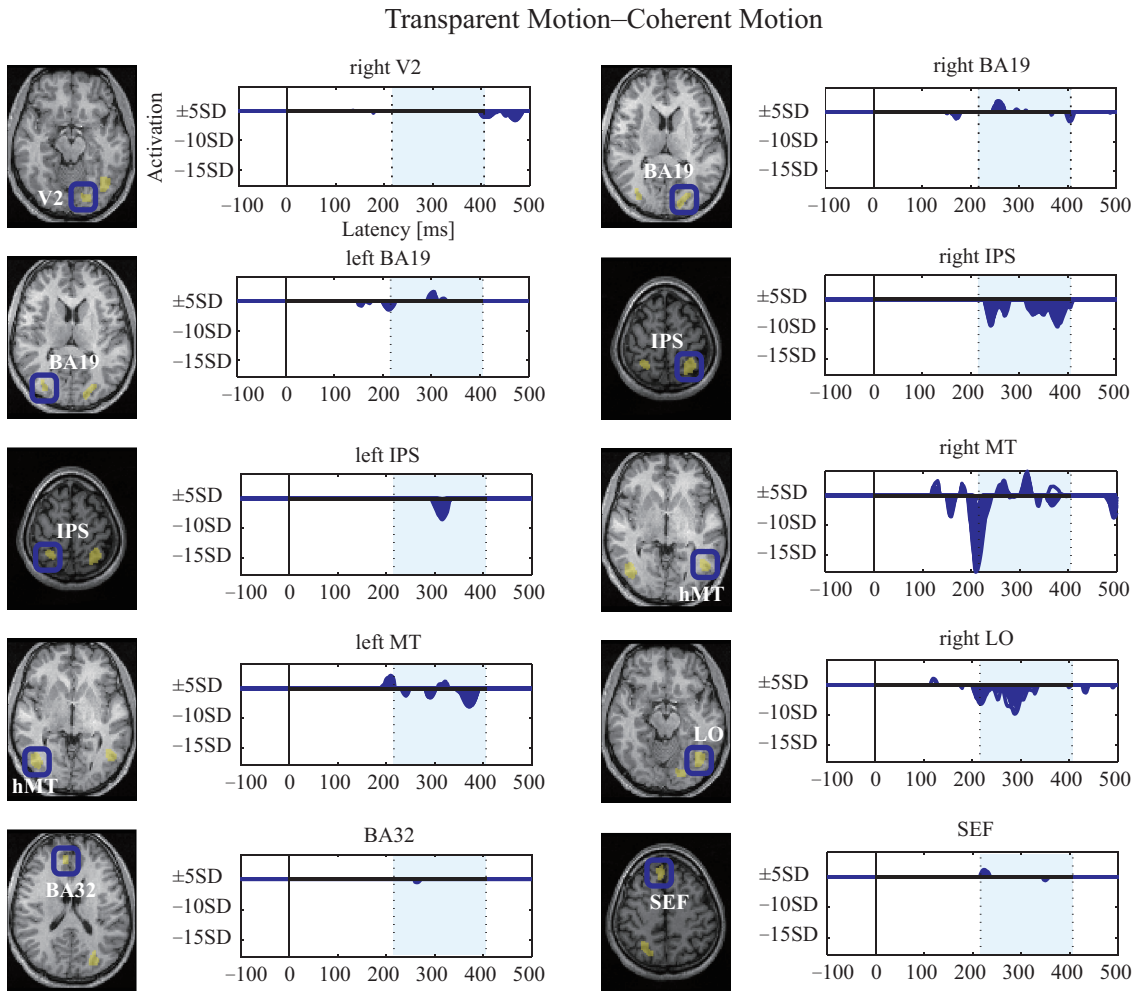 Transparent Motion–Coherent Motion
right V2
Activation
±5SD
−10SD
−15SD
−100 0 100 200 300 400 500
Latency [ms]
V2
right BA19
±5SD
−10SD
−15SD
−100 0 100 200 300 400 500
BA19
left BA19
±5SD
−10SD
−15SD
−100 0 100 200 300 400 500
BA19
right IPS
±5SD
−10SD
−15SD
−100 0 100 200 300 400 500
IPS
left IPS
±5SD
−10SD
−15SD
−100 0 100 200 300 400 500
IPS
right MT
±5SD
−10SD
−15SD
−100 0 100 200 300 400 500
hMT
left MT
±5SD
−10SD
−15SD
−100 0 100 200 300 400 500
hMT
right LO
±5SD
−10SD
−15SD
−100 0 100 200 300 400 500
LO
BA32
±5SD
−10SD
−15SD
−100 0 100 200 300 400 500
BA32
SEF
±5SD
−10SD
−15SD
−100 0 100 200 300 400 500
SEF